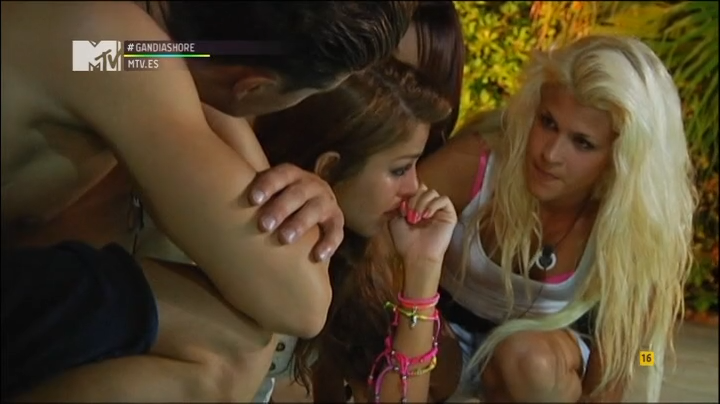 MTV
#GANDIASHORE
MTV.ES
16